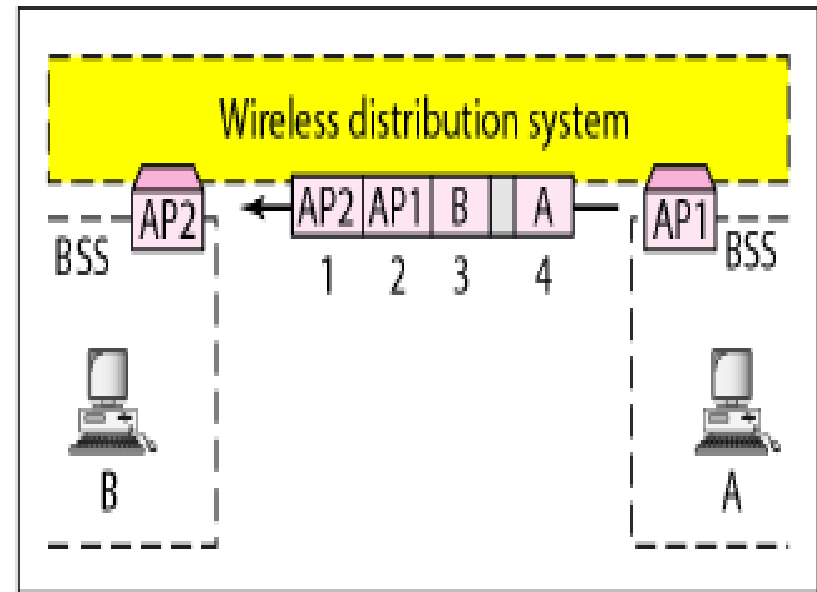 Wireless distribution system
AP2 AP2 AP1 B A AP1
BSS 1 2 3 4 BSS
B A